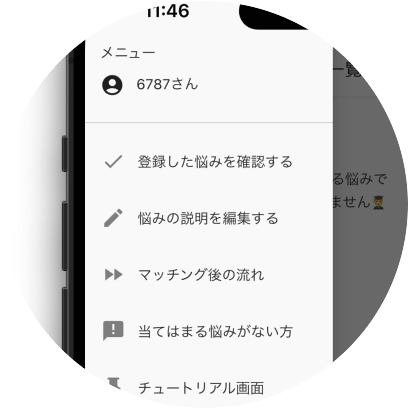 11:46
メニュー
6787さん
一覧
登録した悩みを確認する
る悩みで
ません
悩みの説明を編集する
マッチング後の流れ
当てはまる悩みがない方
チュートリアル画面